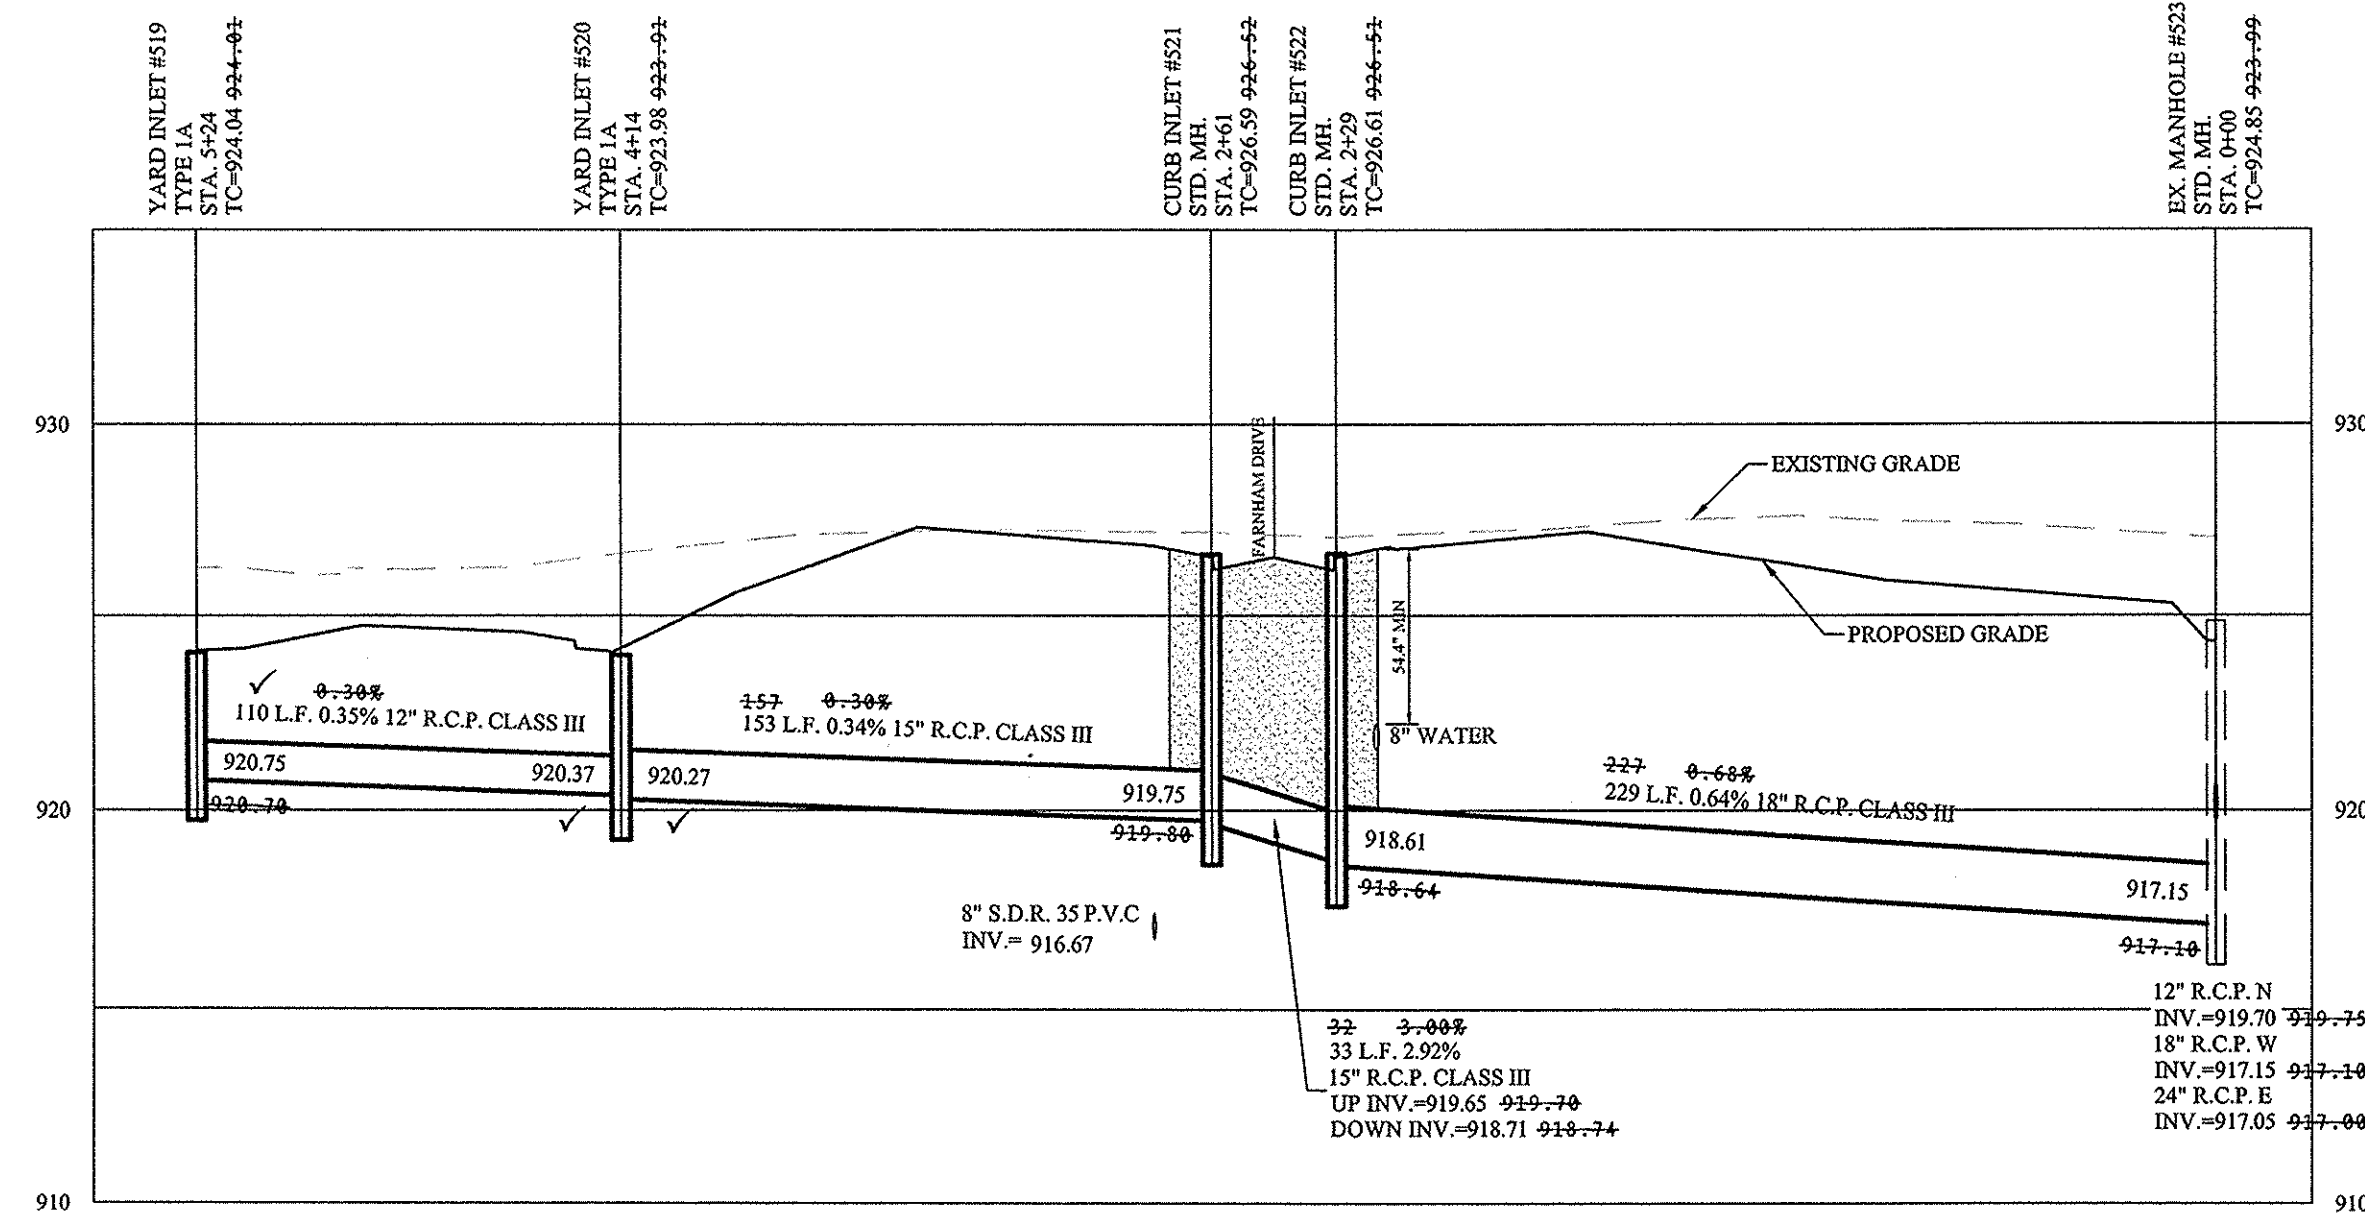 YARD INLET #519
TYPE 1A
STA. 5+24
TC=924.04 924.01
YARD INLET #520
TYPE 1A
STA. 4+14
TC=923.98 923.91
CURB INLET #521
STD. MH.
STA. 2+61
TC=926.59 926.52
CURB INLET #522
STD. MH.
STA. 2+29
TC=926.61 926.51
EX. MANHOLE #523
STD. MH.
STA. 0+00
TC=924.85 923.99
930
930
FARNHAM DRIVE
EXISTING GRADE
PROPOSED GRADE
54.4" MIN
8" WATER
✓ 0.30%
110 L.F. 0.35% 12" R.C.P. CLASS III
157 0.30%
153 L.F. 0.34% 15" R.C.P. CLASS III
227 0.68%
229 L.F. 0.64% 18" R.C.P. CLASS III
920.75
920.37
920.27
919.75
920
920.70
✓
✓
919.80
918.61
918.64
920
917.15
917.10
8" S.D.R. 35 P.V.C
INV.= 916.67
32 3.00%
33 L.F. 2.92%
15" R.C.P. CLASS III
UP INV.=919.65 919.70
DOWN INV.=918.71 918.74
12" R.C.P. N
INV.=919.70 919.75
18" R.C.P. W
INV.=917.15 917.10
24" R.C.P. E
INV.=917.05 917.00
910
910